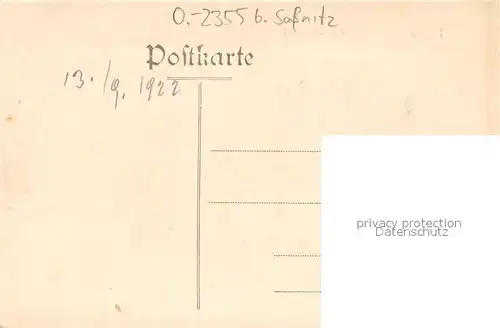 O.-2355 b. Saßnitz
Postkarte
13./9. 1922
privacy protection
Datenschutz